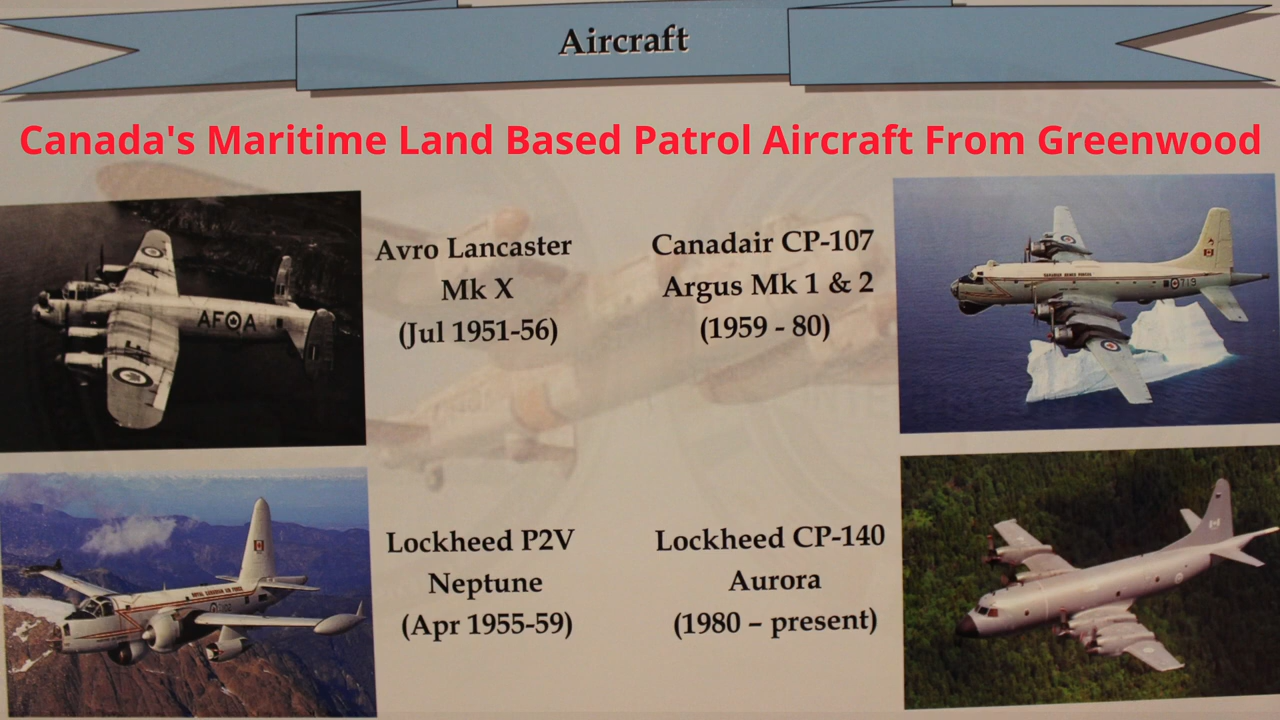 Aircraft
Canada's Maritime Land Based Patrol Aircraft From Greenwood
Avro Lancaster
Mk X
(Jul 1951-56)
Canadair CP-107
Argus Mk 1 & 2
(1959 - 80)
AF A
719
Lockheed P2V
Neptune
(Apr 1955-59)
Lockheed CP-140
Aurora
(1980 – present)